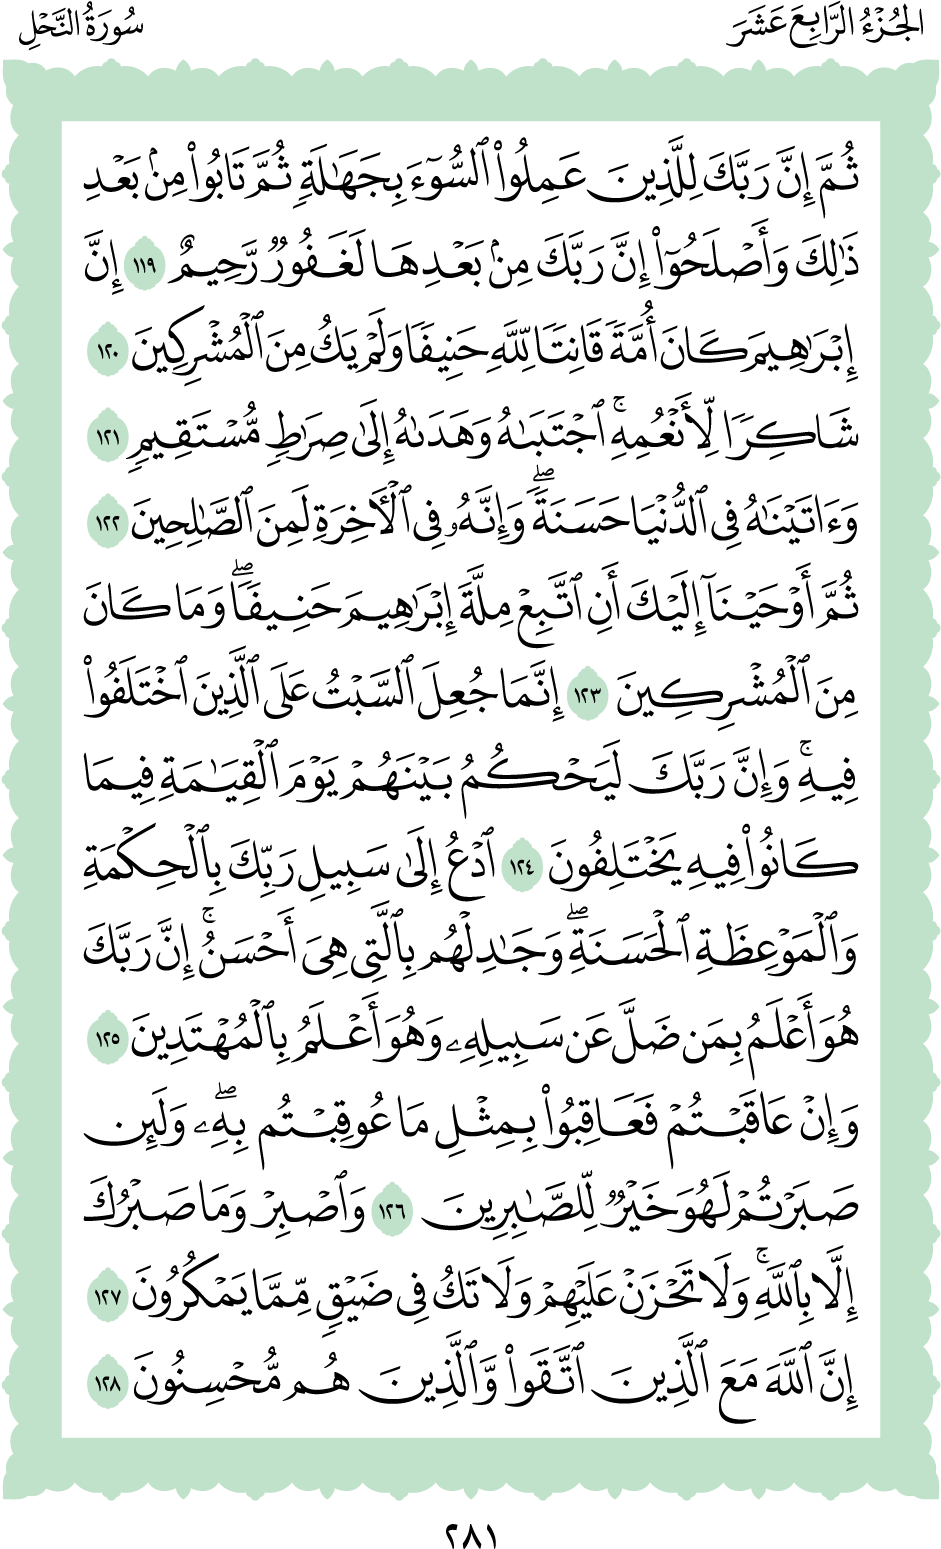 الجُزْءُ الرَّابِعَ عَشَرَ
سُورَةُ النَّحْلِ
ثُمَّ إِنَّ رَبَّكَ لِلَّذِينَ عَمِلُوا۟ ٱلسُّوٓءَ بِجَهَـٰلَةٍ ثُمَّ تَابُوا۟ مِنۢ بَعْدِ
ذَٰلِكَ وَأَصْلَحُوٓا۟ إِنَّ رَبَّكَ مِنۢ بَعْدِهَا لَغَفُورٌ رَّحِيمٌ ١١٩ إِنَّ
إِبْرَٰهِيمَ كَانَ أُمَّةً قَانِتًا لِّلَّهِ حَنِيفًا وَلَمْ يَكُ مِنَ ٱلْمُشْرِكِينَ ١٢٠
شَاكِرًا لِّأَنْعُمِهِ ۚ ٱجْتَبَىٰهُ وَهَدَىٰهُ إِلَىٰ صِرَٰطٍ مُّسْتَقِيمٍ ١٢١
وَءَاتَيْنَـٰهُ فِى ٱلدُّنْيَا حَسَنَةً ۖ وَإِنَّهُۥ فِى ٱلْـَٔاخِرَةِ لَمِنَ ٱلصَّـٰلِحِينَ ١٢٢
ثُمَّ أَوْحَيْنَآ إِلَيْكَ أَنِ ٱتَّبِعْ مِلَّةَ إِبْرَٰهِيمَ حَنِيفًا ۖ وَمَا كَانَ
مِنَ ٱلْمُشْرِكِينَ ١٢٣ إِنَّمَا جُعِلَ ٱلسَّبْتُ عَلَى ٱلَّذِينَ ٱخْتَلَفُوا۟
فِيهِ ۚ وَإِنَّ رَبَّكَ لَيَحْكُمُ بَيْنَهُمْ يَوْمَ ٱلْقِيَـٰمَةِ فِيمَا
كَانُوا۟ فِيهِ يَخْتَلِفُونَ ١٢٤ ٱدْعُ إِلَىٰ سَبِيلِ رَبِّكَ بِٱلْحِكْمَةِ
وَٱلْمَوْعِظَةِ ٱلْحَسَنَةِ ۖ وَجَـٰدِلْهُم بِٱلَّتِى هِىَ أَحْسَنُ ۚ إِنَّ رَبَّكَ
هُوَ أَعْلَمُ بِمَن ضَلَّ عَن سَبِيلِهِۦ وَهُوَ أَعْلَمُ بِٱلْمُهْتَدِينَ ١٢٥
وَإِنْ عَاقَبْتُمْ فَعَاقِبُوا۟ بِمِثْلِ مَا عُوقِبْتُم بِهِۦ ۖ وَلَئِن
صَبَرْتُمْ لَهُوَ خَيْرٌ لِّلصَّـٰبِرِينَ ١٢٦ وَٱصْبِرْ وَمَا صَبْرُكَ
إِلَّا بِٱللَّهِ ۚ وَلَا تَحْزَنْ عَلَيْهِمْ وَلَا تَكُ فِى ضَيْقٍ مِّمَّا يَمْكُرُونَ ١٢٧
إِنَّ ٱللَّهَ مَعَ ٱلَّذِينَ ٱتَّقَوا۟ وَّٱلَّذِينَ هُم مُّحْسِنُونَ ١٢٨
٢٨١